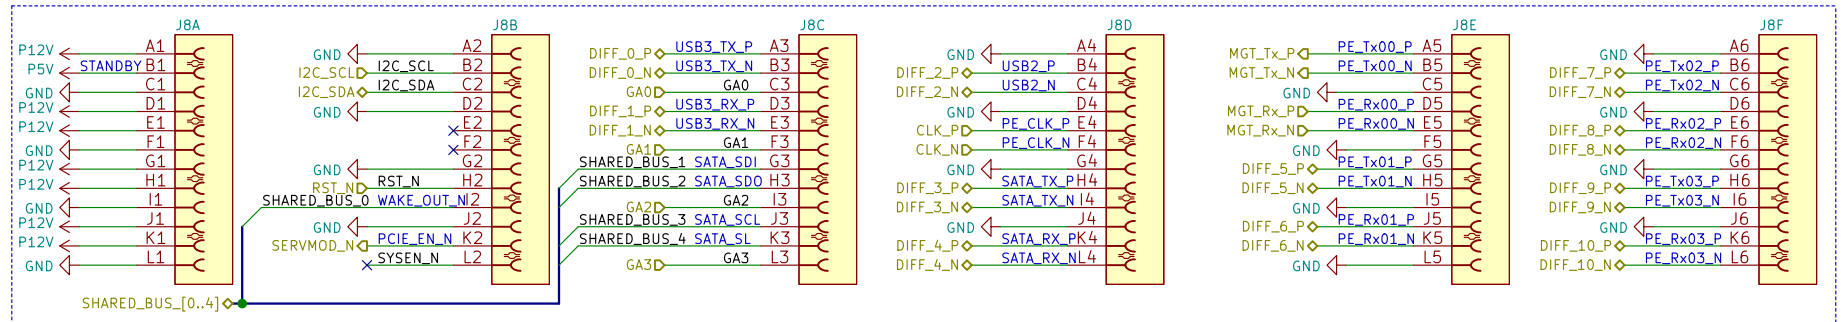 J8A J8B J8C J8D J8E J8F
P12V A1 GND A2 DIFF_0_P USB3_TX_P A3 GND A4 MGT_Tx_P PE_Tx00_P A5 GND A6
P5V STANDBY B1 I2C_SCL I2C_SCL B2 DIFF_0_N USB3_TX_N B3 DIFF_2_P USB2_P B4 MGT_Tx_N PE_Tx00_N B5 DIFF_7_P PE_Tx02_P B6
GND C1 I2C_SDA I2C_SDA C2 GA0 GA0 C3 DIFF_2_N USB2_N C4 GND C5 DIFF_7_N PE_Tx02_N C6
P12V D1 GND D2 DIFF_1_P USB3_RX_P D3 GND D4 MGT_Rx_P PE_Rx00_P D5 GND D6
P12V E1 E2 DIFF_1_N USB3_RX_N E3 CLK_P PE_CLK_P E4 MGT_Rx_N PE_Rx00_N E5 DIFF_8_P PE_Rx02_P E6
GND F1 F2 GA1 GA1 F3 CLK_N PE_CLK_N F4 GND F5 DIFF_8_N PE_Rx02_N F6
P12V G1 GND G2 SHARED_BUS_1 SATA_SDI G3 GND G4 DIFF_5_P PE_Tx01_P G5 GND G6
P12V H1 RST_N RST_N H2 SHARED_BUS_2 SATA_SDO H3 DIFF_3_P SATA_TX_P H4 DIFF_5_N PE_Tx01_N H5 DIFF_9_P PE_Tx03_P H6
GND I1 SHARED_BUS_0 WAKE_OUT_N I2 GA2 GA2 I3 DIFF_3_N SATA_TX_N I4 GND I5 DIFF_9_N PE_Tx03_N I6
P12V J1 GND J2 SHARED_BUS_3 SATA_SCL J3 GND J4 DIFF_6_P PE_Rx01_P J5 GND J6
P12V K1 SERVMOD_N PCIE_EN_N K2 SHARED_BUS_4 SATA_SL K3 DIFF_4_P SATA_RX_P K4 DIFF_6_N PE_Rx01_N K5 DIFF_10_P PE_Rx03_P K6
GND L1 SYSEN_N L2 GA3 GA3 L3 DIFF_4_N SATA_RX_N L4 GND L5 DIFF_10_N PE_Rx03_N L6
SHARED_BUS_[0..4]